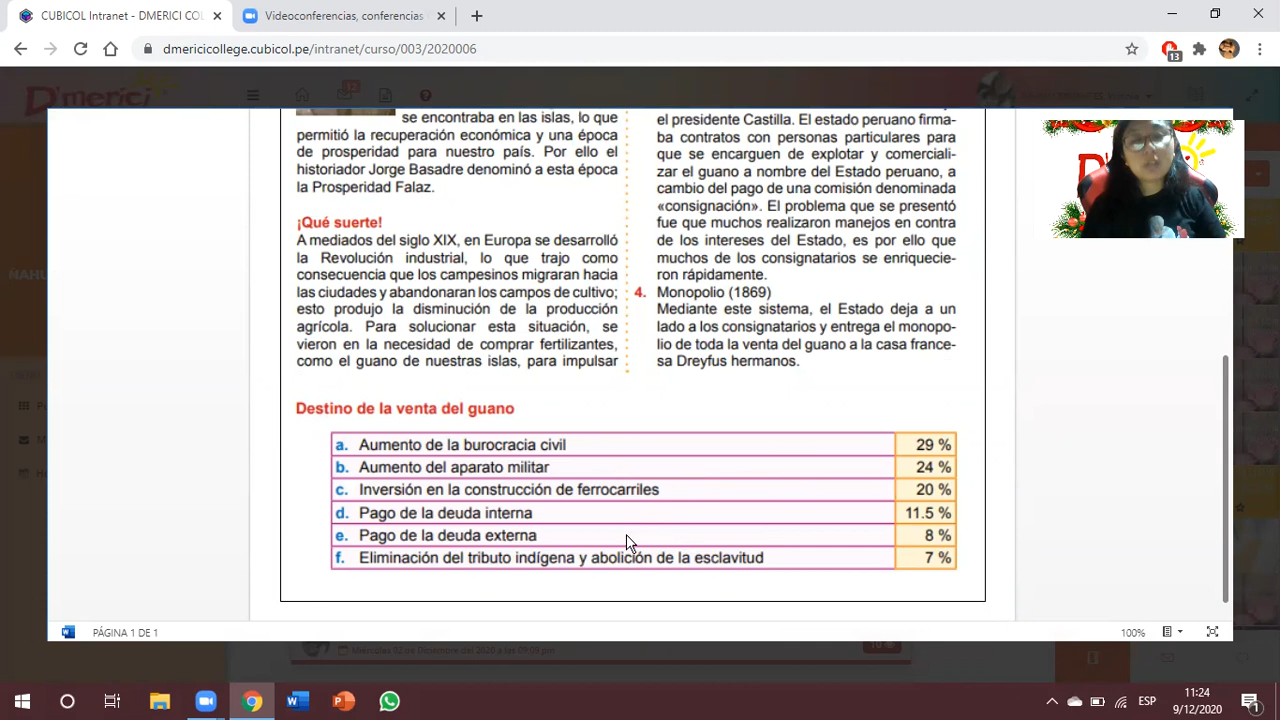 CUBICOL Intranet - DMERICI COL
Videoconferencias, conferencias
dmericicollege.cubicol.pe/intranet/curso/003/2020006
13
D'merici
se encontraba en las islas, lo que
permitió la recuperación económica y una época
de prosperidad para nuestro país. Por ello el
historiador Jorge Basadre denominó a esta época
la Prosperidad Falaz.
¡Qué suerte!
A mediados del siglo XIX, en Europa se desarrolló
la Revolución industrial, lo que trajo como
consecuencia que los campesinos migraran hacia
las ciudades y abandonaran los campos de cultivo;
esto produjo la disminución de la producción
agrícola. Para solucionar esta situación, se
vieron en la necesidad de comprar fertilizantes,
como el guano de nuestras islas, para impulsar
el presidente Castilla. El estado peruano firma-
ba contratos con personas particulares para
que se encarguen de explotar y comerciali-
zar el guano a nombre del Estado peruano, a
cambio del pago de una comisión denominada
«consignación». El problema que se presentó
fue que muchos realizaron manejos en contra
de los intereses del Estado, es por ello que
muchos de los consignatarios se enriquecie-
ron rápidamente.
4. Monopolio (1869)
Mediante este sistema, el Estado deja a un
lado a los consignatarios y entrega el monopo-
lio de toda la venta del guano a la casa france-
sa Dreyfus hermanos.
Destino de la venta del guano
a. Aumento de la burocracia civil 29 %
b. Aumento del aparato militar 24 %
c. Inversión en la construcción de ferrocarriles 20 %
d. Pago de la deuda interna 11.5 %
e. Pago de la deuda externa 8 %
f. Eliminación del tributo indígena y abolición de la esclavitud 7 %
PÁGINA 1 DE 1
100%
Miércoles 02 de Diciembre del 2020 a las 09:09 pm
ESP
11:24
9/12/2020